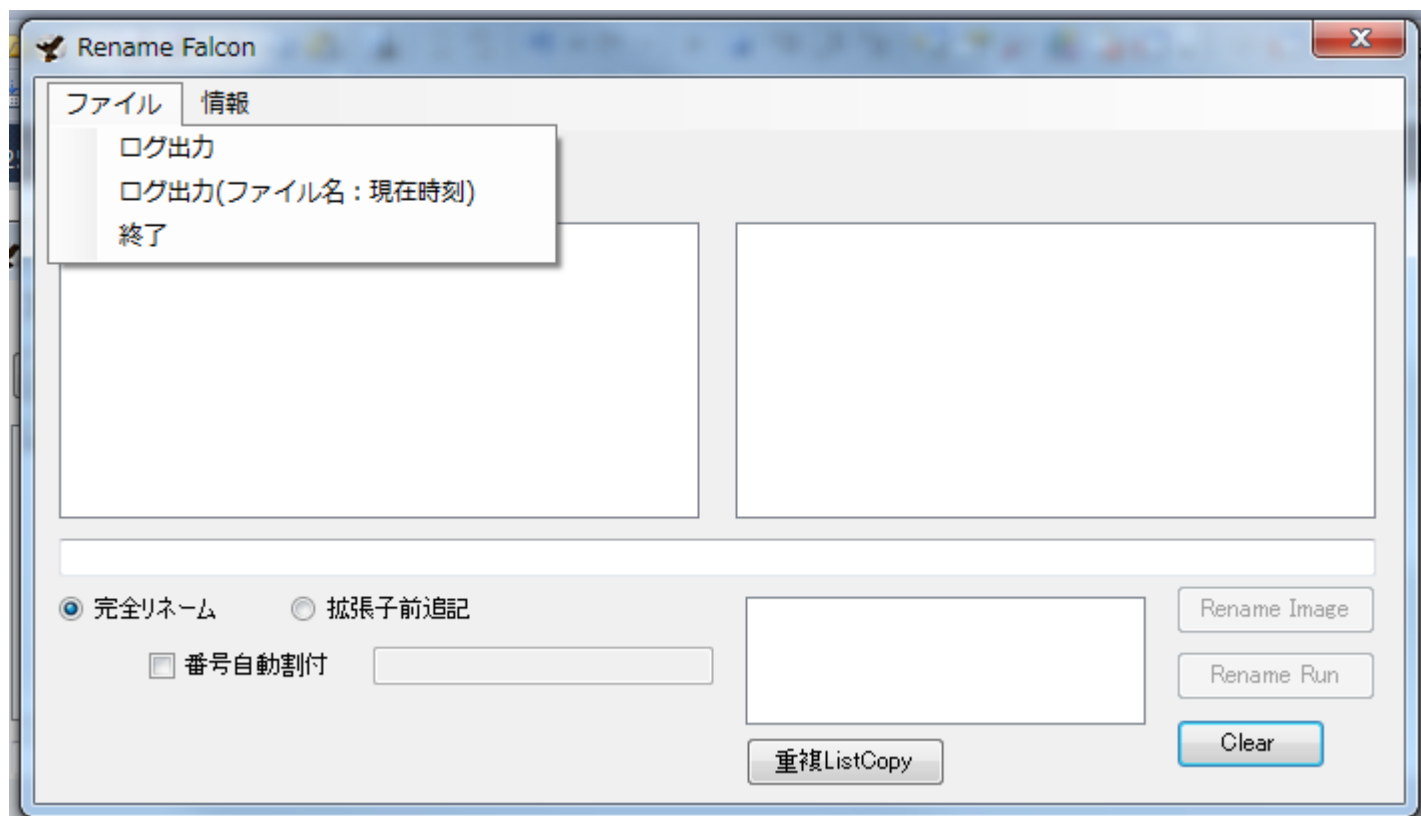 Rename Falcon
ファイル 情報
ログ出力
ログ出力(ファイル名：現在時刻)
終了
完全リネーム 拡張子前追記
番号自動割付
Rename Image
Rename Run
Clear
重複ListCopy